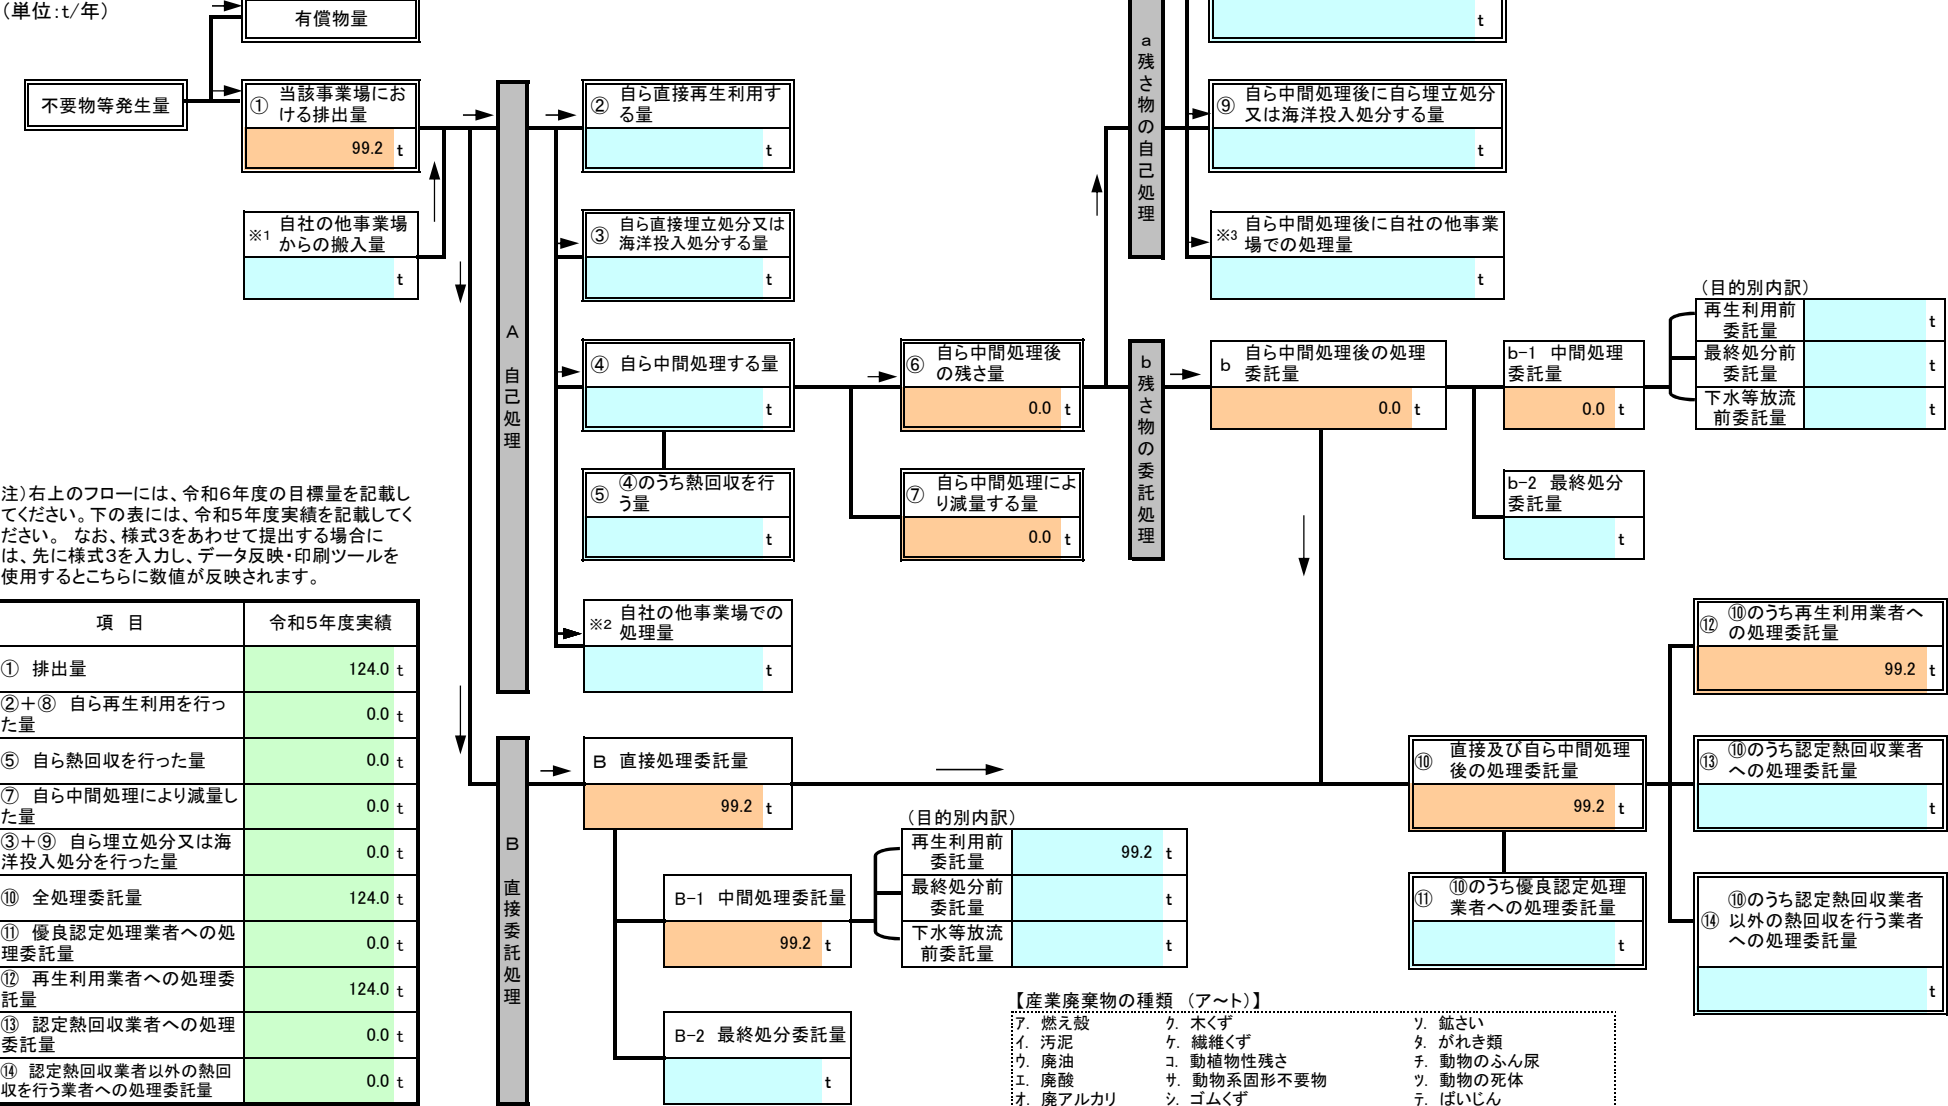 （単位：t/年）
有償物量
t
不要物等発生量
①
当該事業場にお
ける排出量
99.2 t
②
自ら直接再生利用す
る量
t
a
残
さ
物
の
自
己
処
理
⑨
自ら中間処理後に自ら埋立処分
又は海洋投入処分する量
t
※1
自社の他事業場
からの搬入量
t
③
自ら直接埋立処分又は
海洋投入処分する量
t
※3
自ら中間処理後に自社の他事業
場での処理量
t
A
自
己
処
理
④ 自ら中間処理する量
t
⑥
自ら中間処理後
の残さ量
0.0 t
b
残
さ
物
の
委
託
処
理
b
自ら中間処理後の処理
委託量
0.0 t
b-1 中間処理
委託量
0.0 t
（目的別内訳）
再生利用前
委託量
t
最終処分前
委託量
t
下水等放流
前委託量
t
⑤
④のうち熱回収を行
う量
t
⑦
自ら中間処理によ
り減量する量
0.0 t
b-2 最終処分
委託量
t
注）右上のフローには、令和６年度の目標量を記載し
てください。下の表には、令和５年度実績を記載してく
ださい。 なお、様式３をあわせて提出する場合に
は、先に様式３を入力し、データ反映・印刷ツールを
使用するとこちらに数値が反映されます。
※2
自社の他事業場での
処理量
t
項 目 令和５年度実績
① 排出量 124.0 t
②＋⑧ 自ら再生利用を行っ
た量 0.0 t
⑤ 自ら熱回収を行った量 0.0 t
⑦ 自ら中間処理により減量し
た量 0.0 t
③＋⑨ 自ら埋立処分又は海
洋投入処分を行った量 0.0 t
⑩ 全処理委託量 124.0 t
⑪ 優良認定処理業者への処
理委託量 0.0 t
⑫ 再生利用業者への処理委
託量 124.0 t
⑬ 認定熱回収業者への処理
委託量 0.0 t
⑭ 認定熱回収業者以外の熱回
収を行う業者への処理委託量 0.0 t
B
直
接
委
託
処
理
B 直接処理委託量
99.2 t
B-1 中間処理委託量
99.2 t
B-2 最終処分委託量
t
（目的別内訳）
再生利用前
委託量
99.2 t
最終処分前
委託量
t
下水等放流
前委託量
t
⑩
直接及び自ら中間処理
後の処理委託量
99.2 t
⑪
⑩のうち優良認定処理
業者への処理委託量
t
⑫
⑩のうち再生利用業者へ
の処理委託量
99.2 t
⑬
⑩のうち認定熱回収業者
への処理委託量
t
⑭
⑩のうち認定熱回収業者
以外の熱回収を行う業者
への処理委託量
t
【産業廃棄物の種類 （ア～ト）】
ア. 燃え殻 ク. 木くず ソ. 鉱さい
イ. 汚泥 ケ. 繊維くず タ. がれき類
ウ. 廃油 コ. 動植物性残さ チ. 動物のふん尿
エ. 廃酸 サ. 動物系固形不要物 ツ. 動物の死体
オ. 廃アルカリ シ. ゴムくず テ. ばいじん